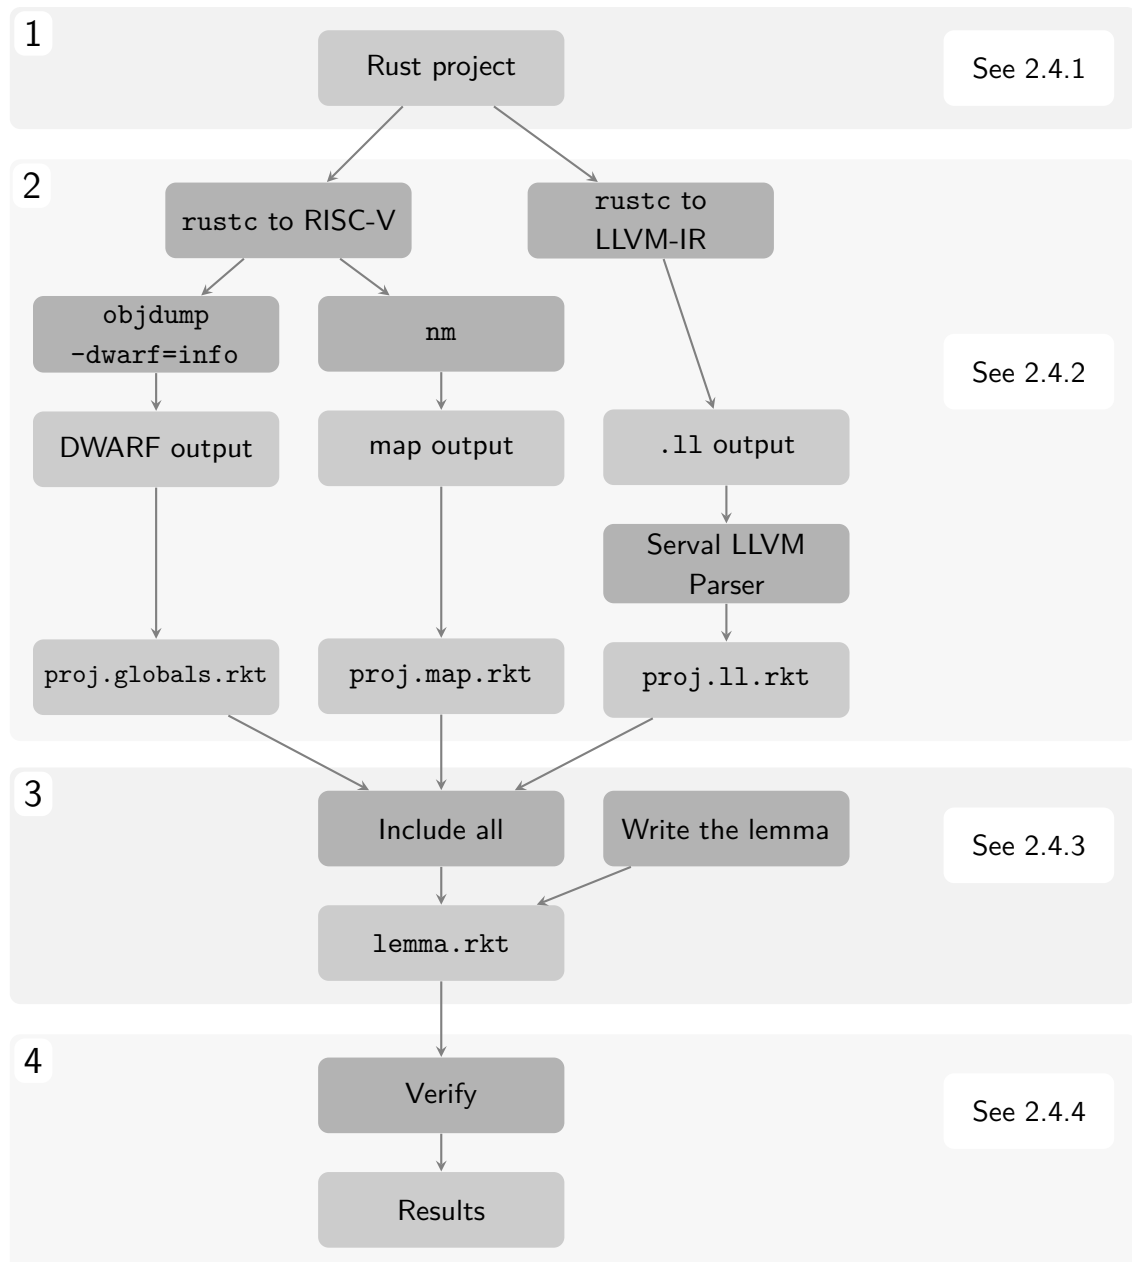 1
Rust project
See 2.4.1
2
rustc to RISC-V
rustc to
LLVM-IR
objdump
-dwarf=info
nm
See 2.4.2
DWARF output
map output
.ll output
Serval LLVM
Parser
proj.globals.rkt
proj.map.rkt
proj.ll.rkt
3
Include all
Write the lemma
See 2.4.3
lemma.rkt
4
Verify
See 2.4.4
Results